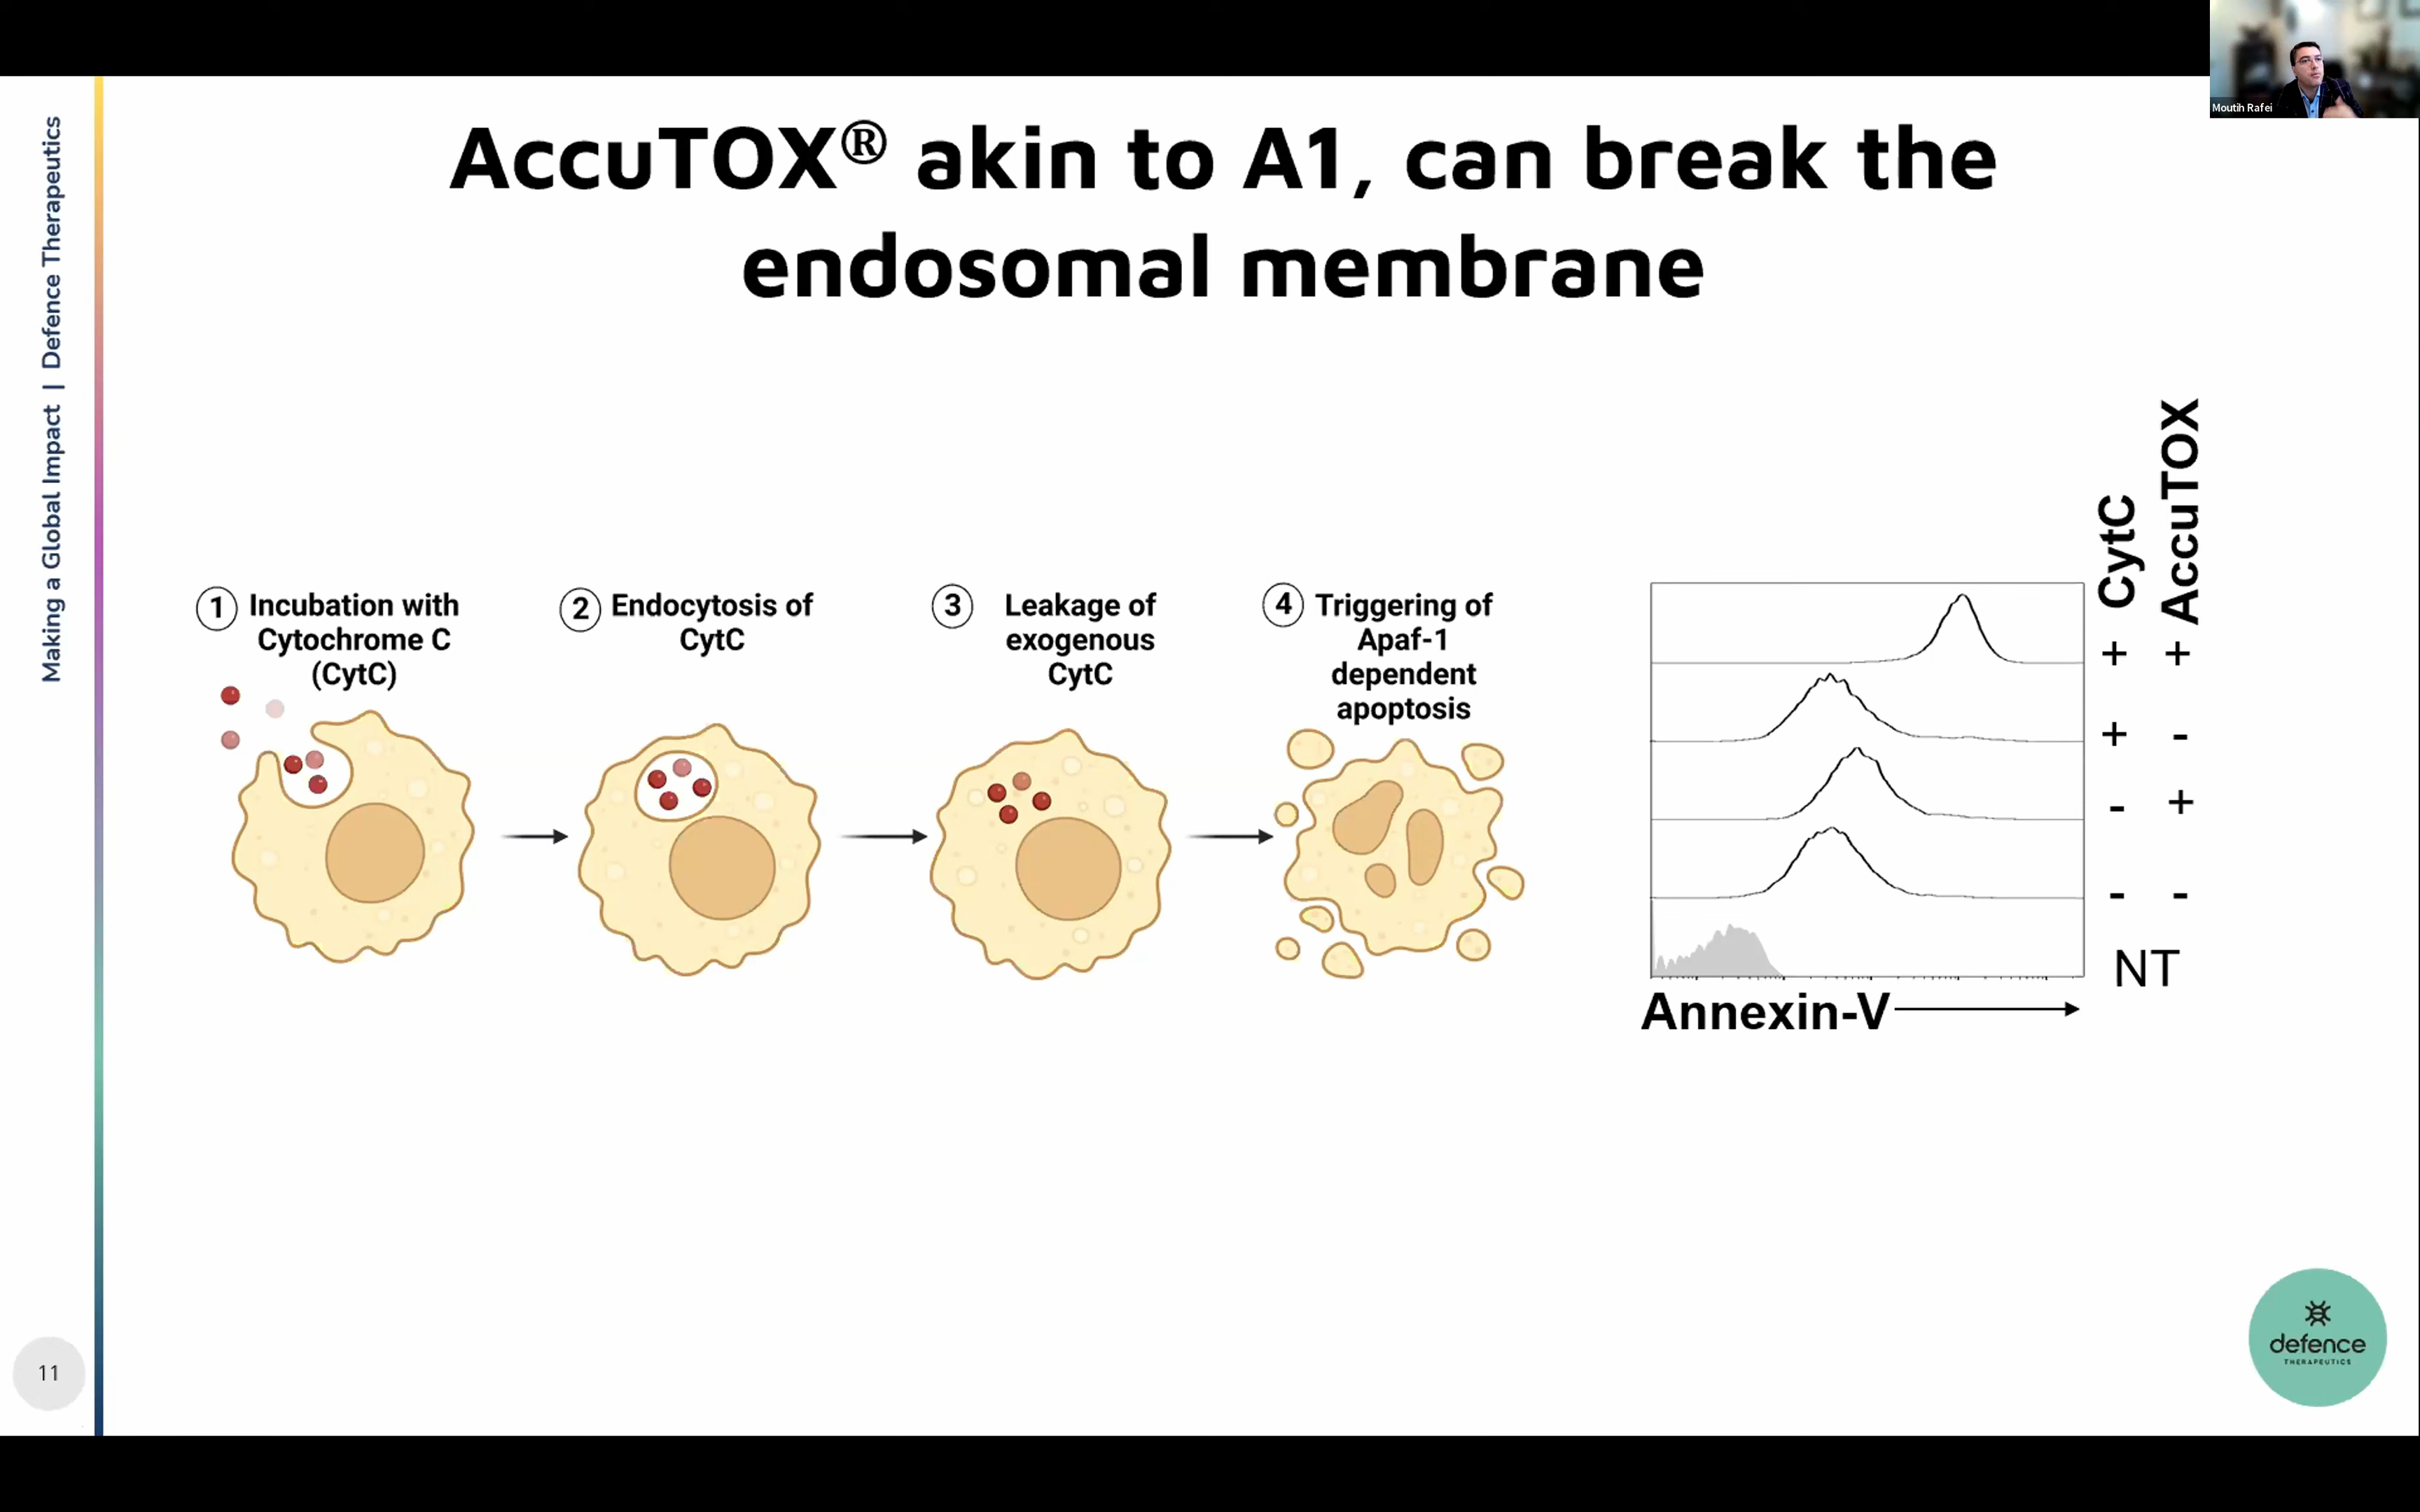 Moutih Rafei
Making a Global Impact | Defence Therapeutics
AccuTOX® akin to A1, can break the
endosomal membrane
1 Incubation with
Cytochrome C
(CytC)
2 Endocytosis of
CytC
3 Leakage of
exogenous
CytC
4 Triggering of
Apaf-1
dependent
apoptosis
CytC
AccuTOX
+ +
+ -
- +
- -
NT
Annexin-V
11
defence
THERAPEUTICS